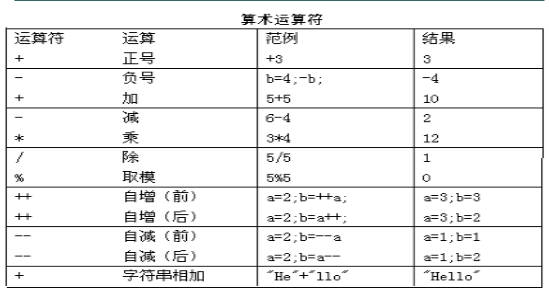 算术运算符
运算符 运算 范例 结果
+ 正号 +3 3
- 负号 b=4;-b; -4
+ 加 5+5 10
- 减 6-4 2
* 乘 3*4 12
/ 除 5/5 1
% 取模 5%5 0
++ 自增（前） a=2;b=++a; a=3;b=3
++ 自增（后） a=2;b=a++; a=3;b=2
-- 自减（前） a=2;b=--a a=1;b=1
-- 自减（后） a=2;b=a-- a=1;b=2
+ 字符串相加 "He"+"llo" "Hello"